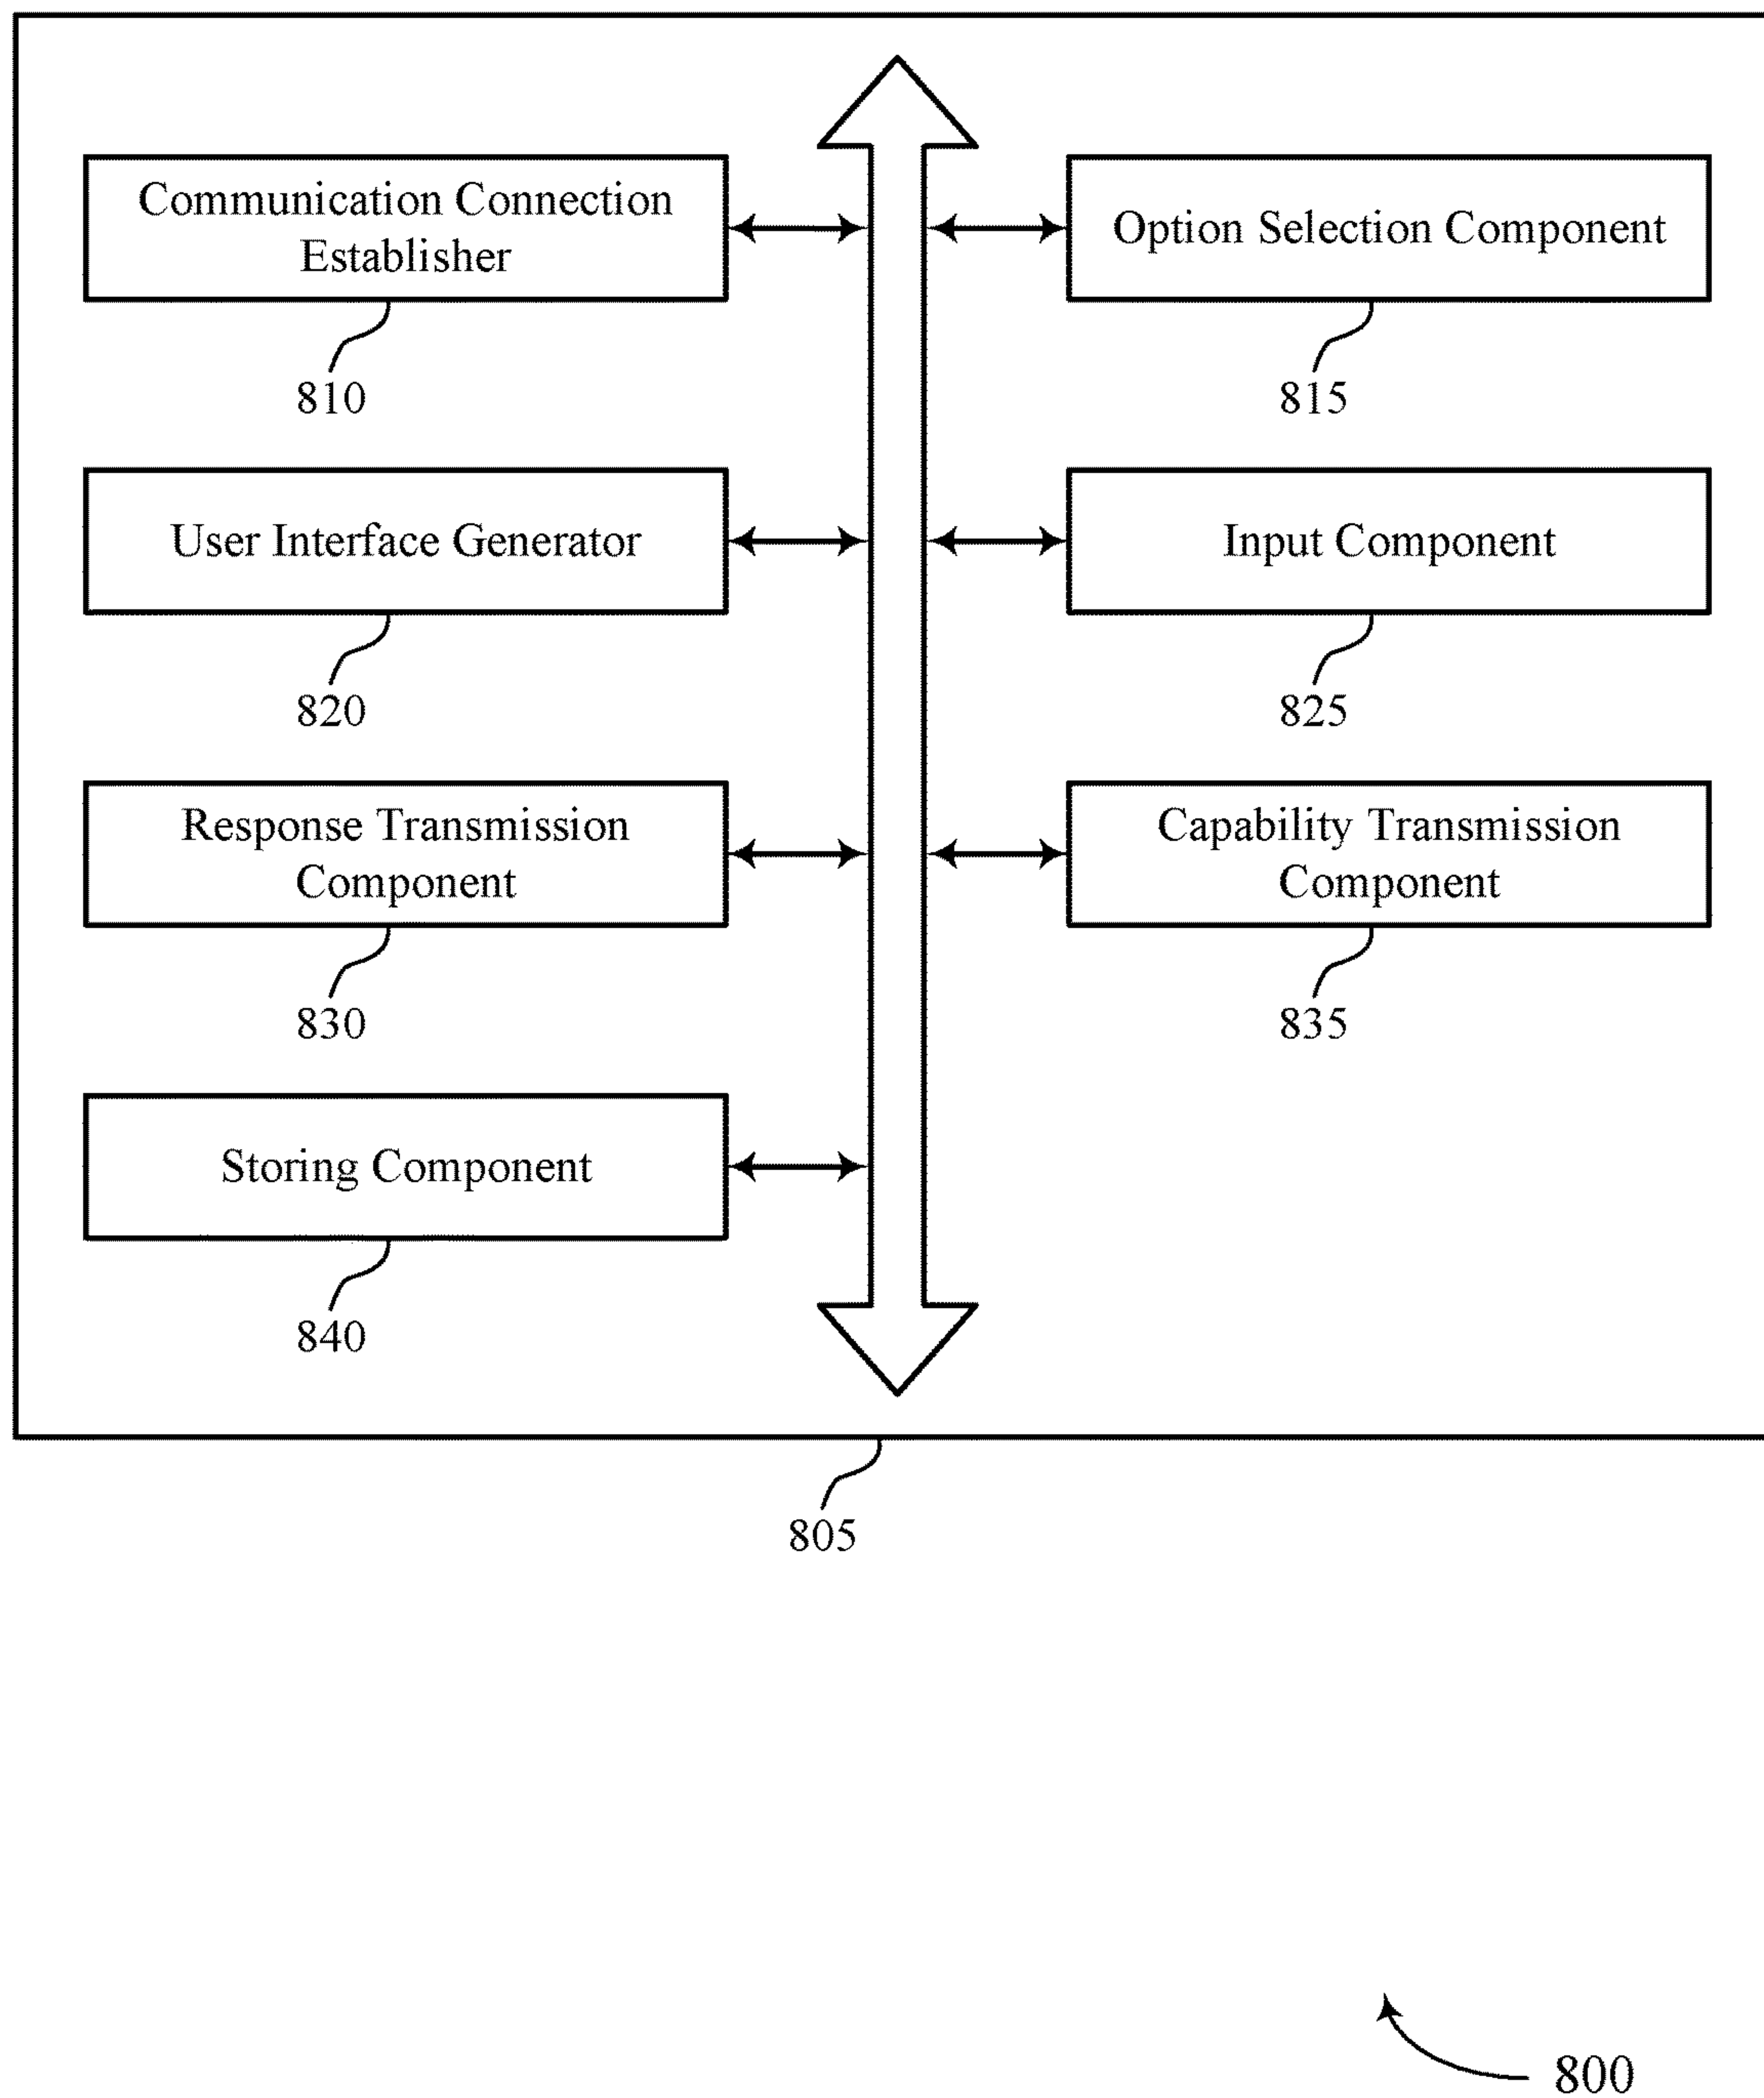 Communication Connection
Establisher
810
Option Selection Component
815
User Interface Generator
820
Input Component
825
Response Transmission
Component
830
Capability Transmission
Component
835
Storing Component
840
805
800